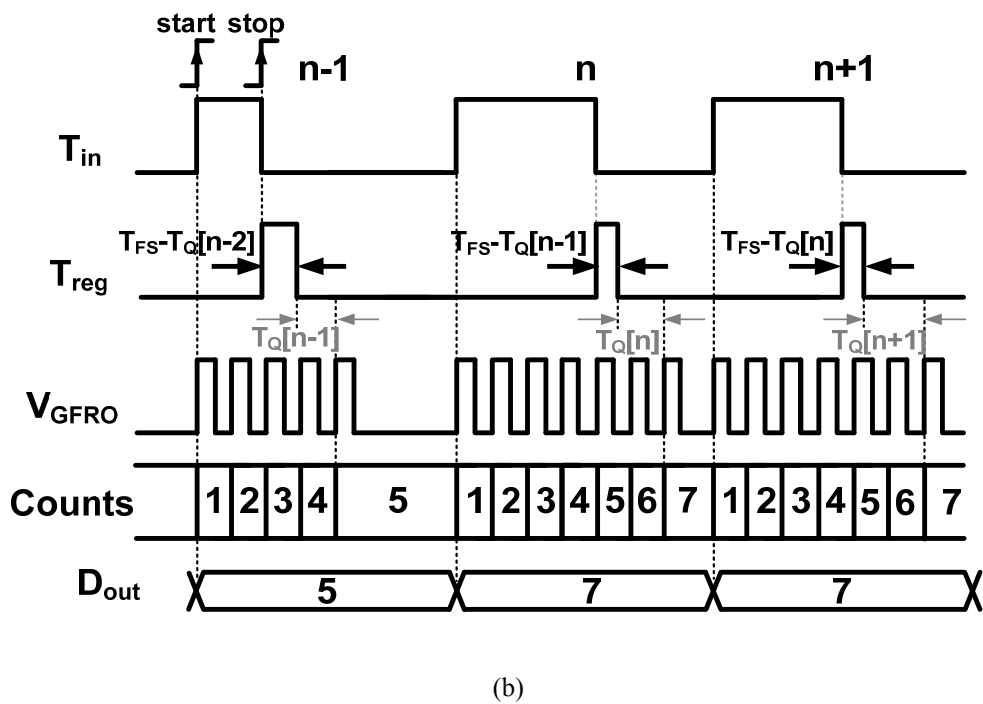 start stop
n-1 n n+1
T_in
T_FS-T_Q[n-2] T_FS-T_Q[n-1] T_FS-T_Q[n]
T_reg
T_Q[n-1] T_Q[n] T_Q[n+1]
V_GFRO
Counts 1 2 3 4 5 1 2 3 4 5 6 7 1 2 3 4 5 6 7
D_out 5 7 7
(b)